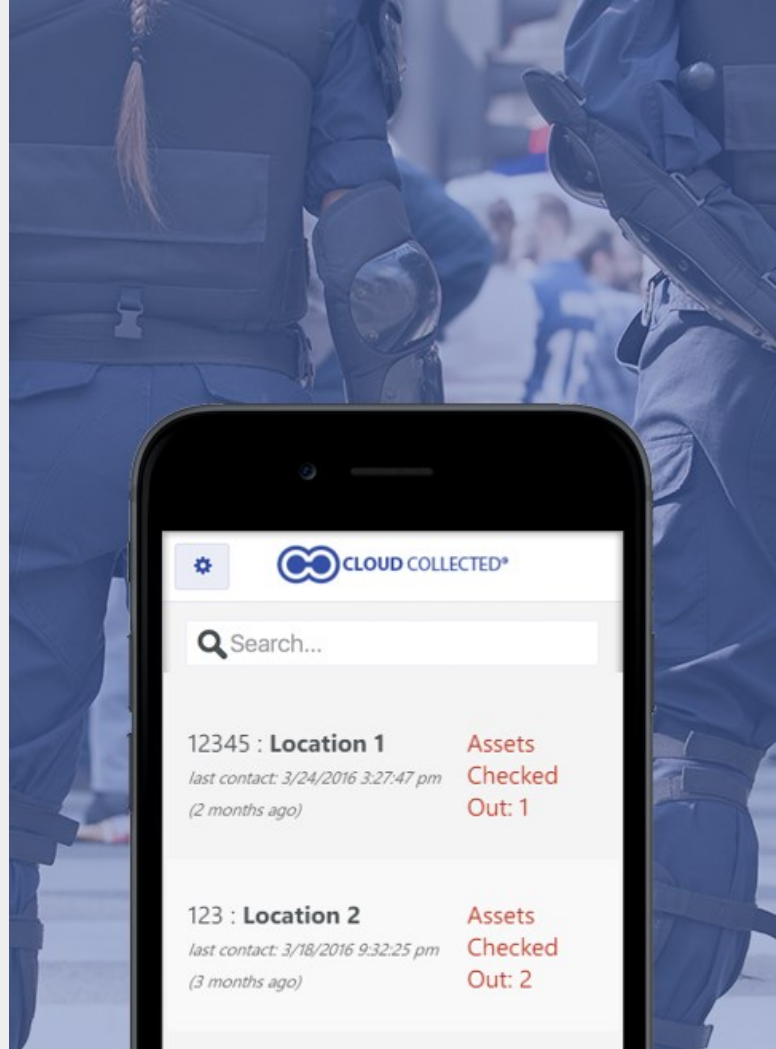 CLOUD COLLECTED®
Search...
12345 : Location 1
last contact: 3/24/2016 3:27:47 pm
(2 months ago)
Assets
Checked
Out: 1
123 : Location 2
last contact: 3/18/2016 9:32:25 pm
(3 months ago)
Assets
Checked
Out: 2